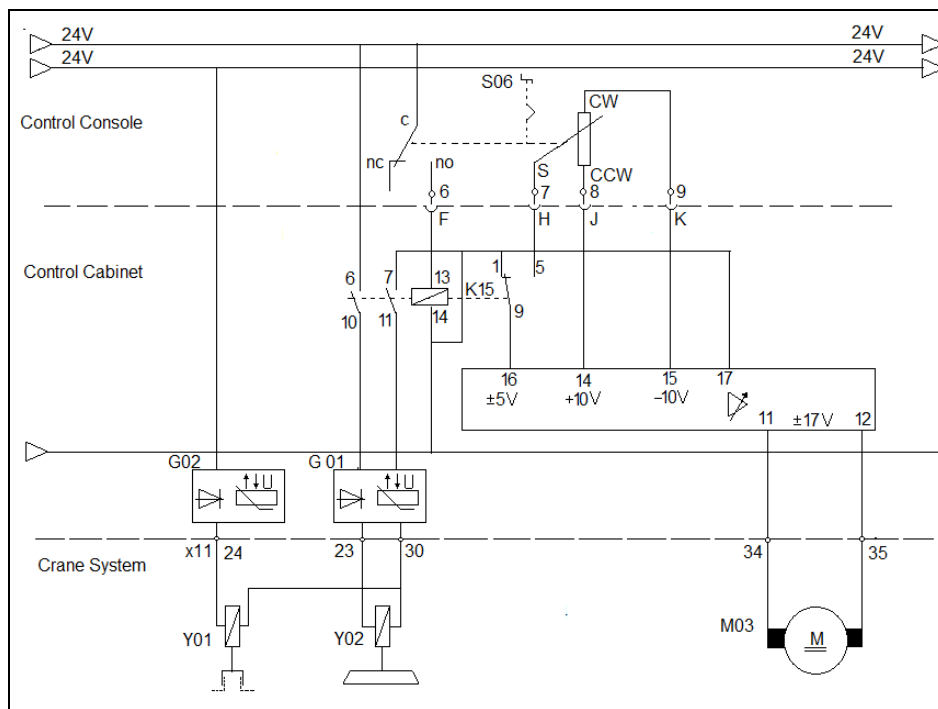 24V 24V
24V 24V
S06
Control Console
CW
c
nc no
S CCW
6 7 8 9
F H J K
Control Cabinet
6 7 13 1 5
K15
10 11 14 9
16 14 15 17
±5V +10V –10V
11 ±17V 12
G02 G 01
U U
x11 24 23 30 34 35
Crane System
Y01 Y02 M03 M